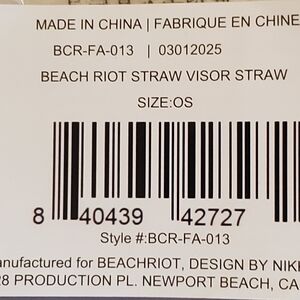 MADE IN CHINA | FABRIQUE EN CHINE
BCR-FA-013 | 03012025
BEACH RIOT STRAW VISOR STRAW
SIZE:OS
8 40439 42727
Style #:BCR-FA-013
anufactured for BEACHRIOT, DESIGN BY NIKH
28 PRODUCTION PL. NEWPORT BEACH, CA